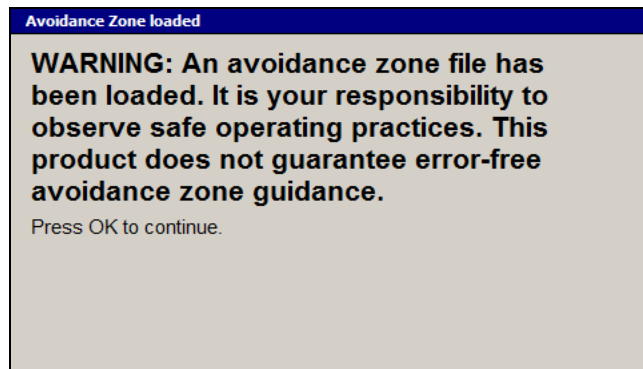 Avoidance Zone loaded
WARNING: An avoidance zone file has
been loaded. It is your responsibility to
observe safe operating practices. This
product does not guarantee error-free
avoidance zone guidance.
Press OK to continue.